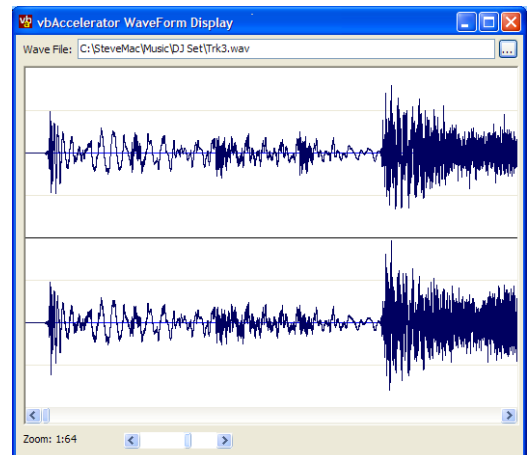 vbAccelerator WaveForm Display
Wave File: C:\SteveMac\Music\DJ Set\Trk3.wav ...
Zoom: 1:64